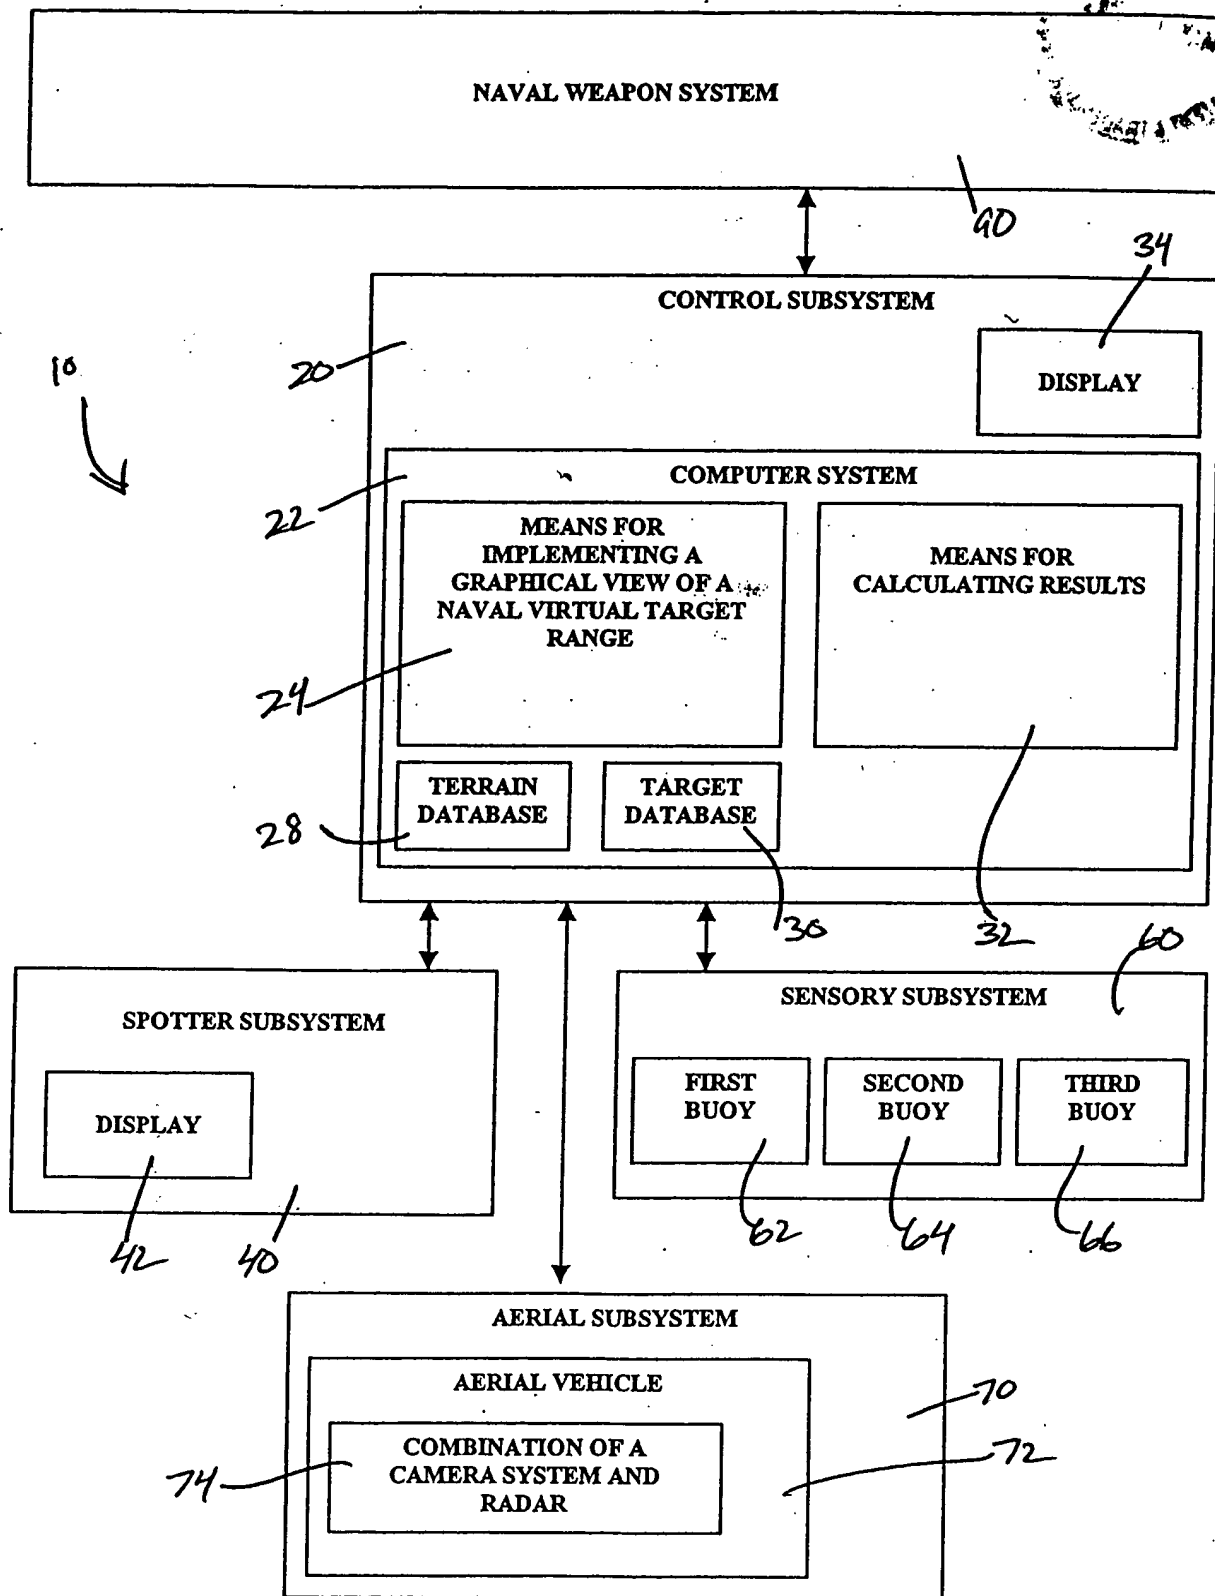 NAVAL WEAPON SYSTEM
90
34
CONTROL SUBSYSTEM
20
DISPLAY
10
COMPUTER SYSTEM
22
MEANS FOR
IMPLEMENTING A
GRAPHICAL VIEW OF A
NAVAL VIRTUAL TARGET
RANGE
MEANS FOR
CALCULATING RESULTS
24
TERRAIN
DATABASE
TARGET
DATABASE
28
30
32
60
SPOTTER SUBSYSTEM
SENSORY SUBSYSTEM
DISPLAY
FIRST
BUOY
SECOND
BUOY
THIRD
BUOY
42
40
62
64
66
AERIAL SUBSYSTEM
AERIAL VEHICLE
70
COMBINATION OF A
CAMERA SYSTEM AND
RADAR
74
72